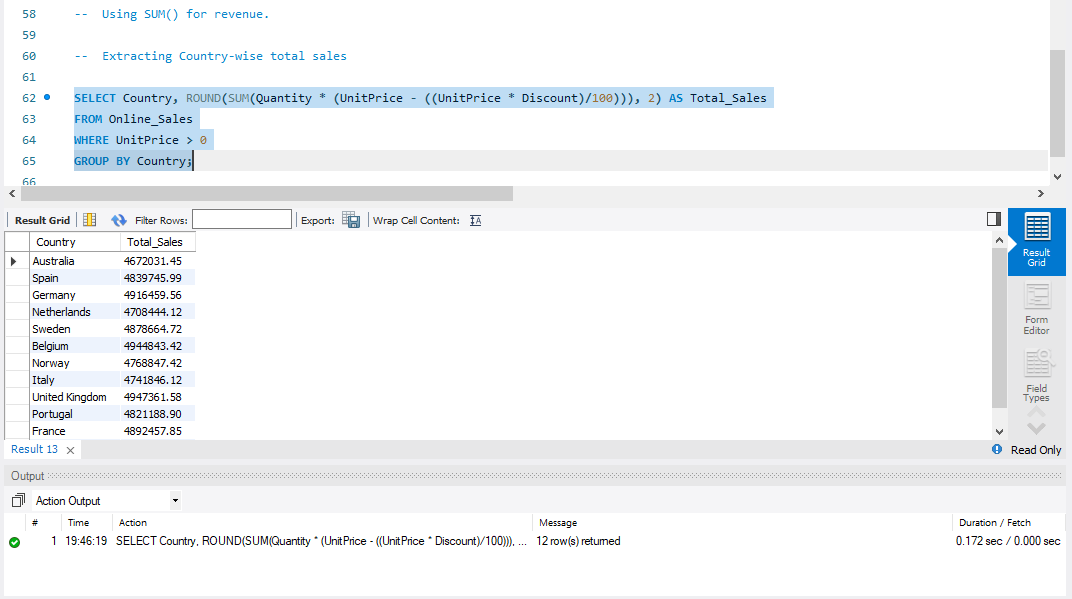 58 -- Using SUM() for revenue.
59
60 -- Extracting Country-wise total sales
61
62 SELECT Country, ROUND(SUM(Quantity * (UnitPrice - ((UnitPrice * Discount)/100))), 2) AS Total_Sales
63 FROM Online_Sales
64 WHERE UnitPrice > 0
65 GROUP BY Country;
66
Result Grid Filter Rows: Export: Wrap Cell Content: IA
Country Total_Sales
Australia 4672031.45
Spain 4839745.99
Germany 4916459.56
Netherlands 4708444.12
Sweden 4878664.72
Belgium 4944843.42
Norway 4768847.42
Italy 4741846.12
United Kingdom 4947361.58
Portugal 4821188.90
France 4892457.85
Result
Grid
Form
Editor
Field
Types
Result 13 Read Only
Output
Action Output
# Time Action Message Duration / Fetch
1 19:46:19 SELECT Country, ROUND(SUM(Quantity * (UnitPrice - ((UnitPrice * Discount)/100))), ... 12 row(s) returned 0.172 sec / 0.000 sec